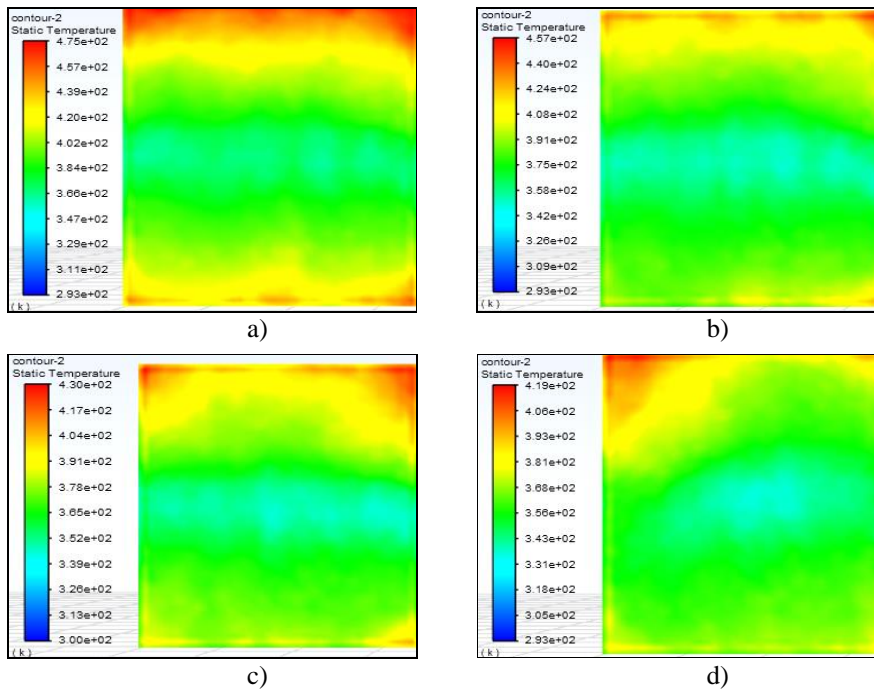 contour-2
Static Temperature
4.75e+02
4.57e+02
4.39e+02
4.20e+02
4.02e+02
3.84e+02
3.66e+02
3.47e+02
3.29e+02
3.11e+02
2.93e+02
(k)
a)
contour-2
Static Temperature
4.57e+02
4.40e+02
4.24e+02
4.08e+02
3.91e+02
3.75e+02
3.58e+02
3.42e+02
3.26e+02
3.09e+02
2.93e+02
(k)
b)
contour-2
Static Temperature
4.30e+02
4.17e+02
4.04e+02
3.91e+02
3.78e+02
3.65e+02
3.52e+02
3.39e+02
3.26e+02
3.13e+02
3.00e+02
(k)
c)
contour-2
Static Temperature
4.19e+02
4.06e+02
3.93e+02
3.81e+02
3.68e+02
3.56e+02
3.43e+02
3.31e+02
3.18e+02
3.05e+02
2.93e+02
(k)
d)